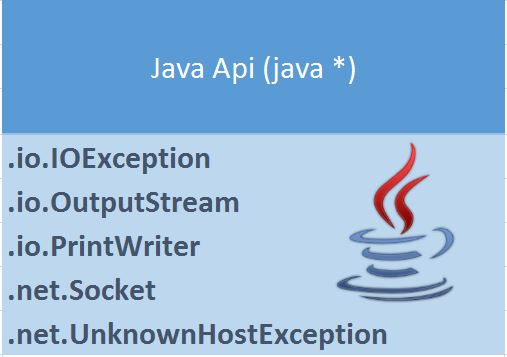 Java Api (java *)
.io.IOException
.io.OutputStream
.io.PrintWriter
.net.Socket
.net.UnknownHostException